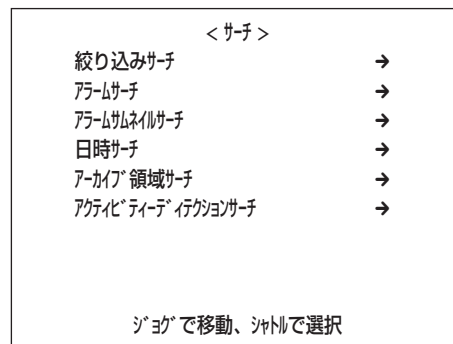 < ｻｰﾁ >
絞り込みｻｰﾁ →
ｱﾗｰﾑｻｰﾁ →
ｱﾗｰﾑｻﾑﾈｲﾙｻｰﾁ →
日時ｻｰﾁ →
ｱｰｶｲﾌﾞ領域ｻｰﾁ →
ｱｸﾃｨﾋﾞﾃｨｰﾃﾞｨﾃｸｼｮﾝｻｰﾁ →
ｼﾞｮｸﾞで移動、ｼｬﾄﾙで選択